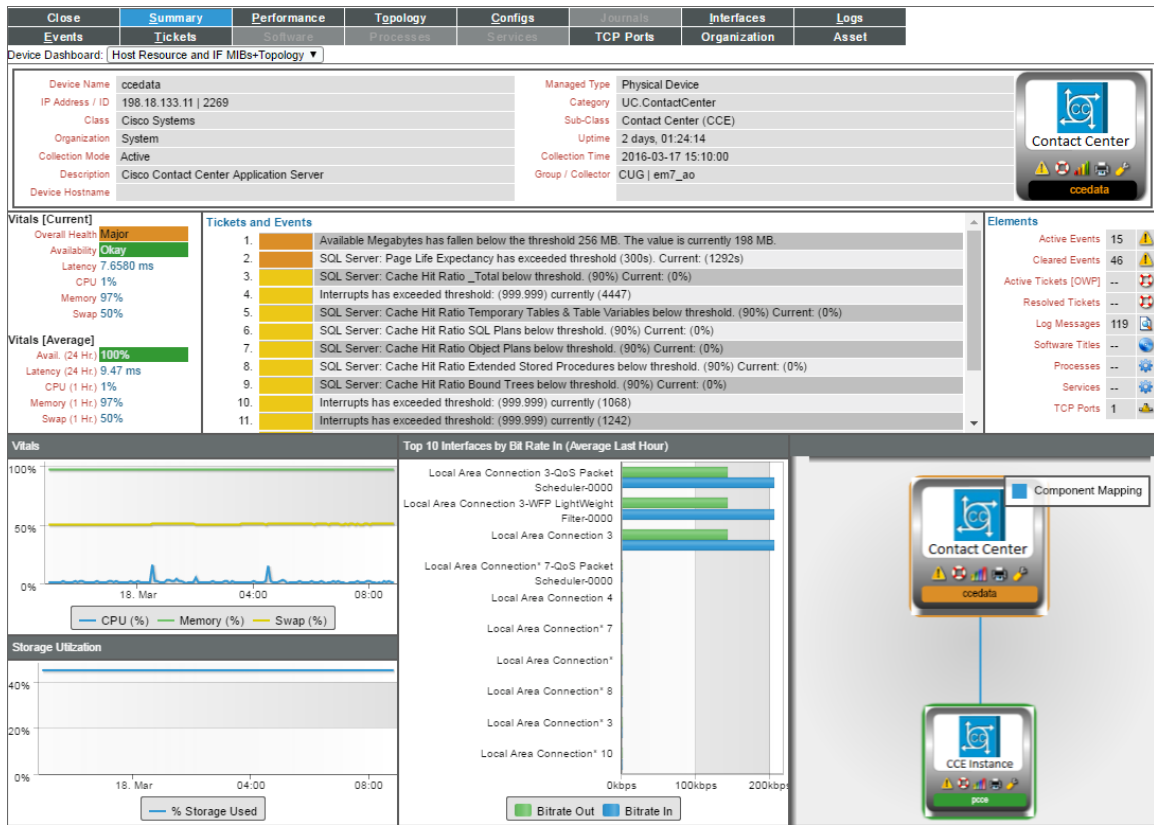 Close Summary Performance Topology Configs Journals Interfaces Logs
Events Tickets Software Processes Services TCP Ports Organization Asset
Device Dashboard: Host Resource and IF MIBs+Topology ▼
Device Name ccedata Managed Type Physical Device
IP Address / ID 198.18.133.11 | 2269 Category UC.ContactCenter
Class Cisco Systems Sub-Class Contact Center (CCE)
Organization System Uptime 2 days, 01:24:14
Collection Mode Active Collection Time 2016-03-17 15:10:00
Description Cisco Contact Center Application Server Group / Collector CUG | em7_ao
Device Hostname
CC
Contact Center
ccedata
Vitals [Current]
Overall Health Major
Availability Okay
Latency 7.6580 ms
CPU 1%
Memory 97%
Swap 50%
Vitals [Average]
Avail. (24 Hr.) 100%
Latency (24 Hr.) 9.47 ms
CPU (1 Hr.) 1%
Memory (1 Hr.) 97%
Swap (1 Hr.) 50%
Tickets and Events
1. Available Megabytes has fallen below the threshold 256 MB. The value is currently 198 MB.
2. SQL Server: Page Life Expectancy has exceeded threshold (300s). Current: (1292s)
3. SQL Server: Cache Hit Ratio _Total below threshold. (90%) Current: (0%)
4. Interrupts has exceeded threshold: (999.999) currently (4447)
5. SQL Server: Cache Hit Ratio Temporary Tables & Table Variables below threshold. (90%) Current: (0%)
6. SQL Server: Cache Hit Ratio SQL Plans below threshold. (90%) Current: (0%)
7. SQL Server: Cache Hit Ratio Object Plans below threshold. (90%) Current: (0%)
8. SQL Server: Cache Hit Ratio Extended Stored Procedures below threshold. (90%) Current: (0%)
9. SQL Server: Cache Hit Ratio Bound Trees below threshold. (90%) Current: (0%)
10. Interrupts has exceeded threshold: (999.999) currently (1068)
11. Interrupts has exceeded threshold: (999.999) currently (1242)
Elements
Active Events 15
Cleared Events 46
Active Tickets [OWP] --
Resolved Tickets --
Log Messages 119
Software Titles --
Processes --
Services --
TCP Ports 1
Vitals
100%
50%
0%
18. Mar 04:00 08:00
CPU (%) Memory (%) Swap (%)
Storage Utilzation
40%
20%
0%
18. Mar 04:00 08:00
% Storage Used
Top 10 Interfaces by Bit Rate In (Average Last Hour)
Local Area Connection 3-QoS Packet
Scheduler-0000
Local Area Connection 3-WFP LightWeight
Filter-0000
Local Area Connection 3
Local Area Connection* 7-QoS Packet
Scheduler-0000
Local Area Connection 4
Local Area Connection* 7
Local Area Connection*
Local Area Connection* 8
Local Area Connection* 3
Local Area Connection* 10
0kbps 100kbps 200kbps
Bitrate Out Bitrate In
Component Mapping
CC
Contact Center
ccedata
CC
CCE Instance
pcce